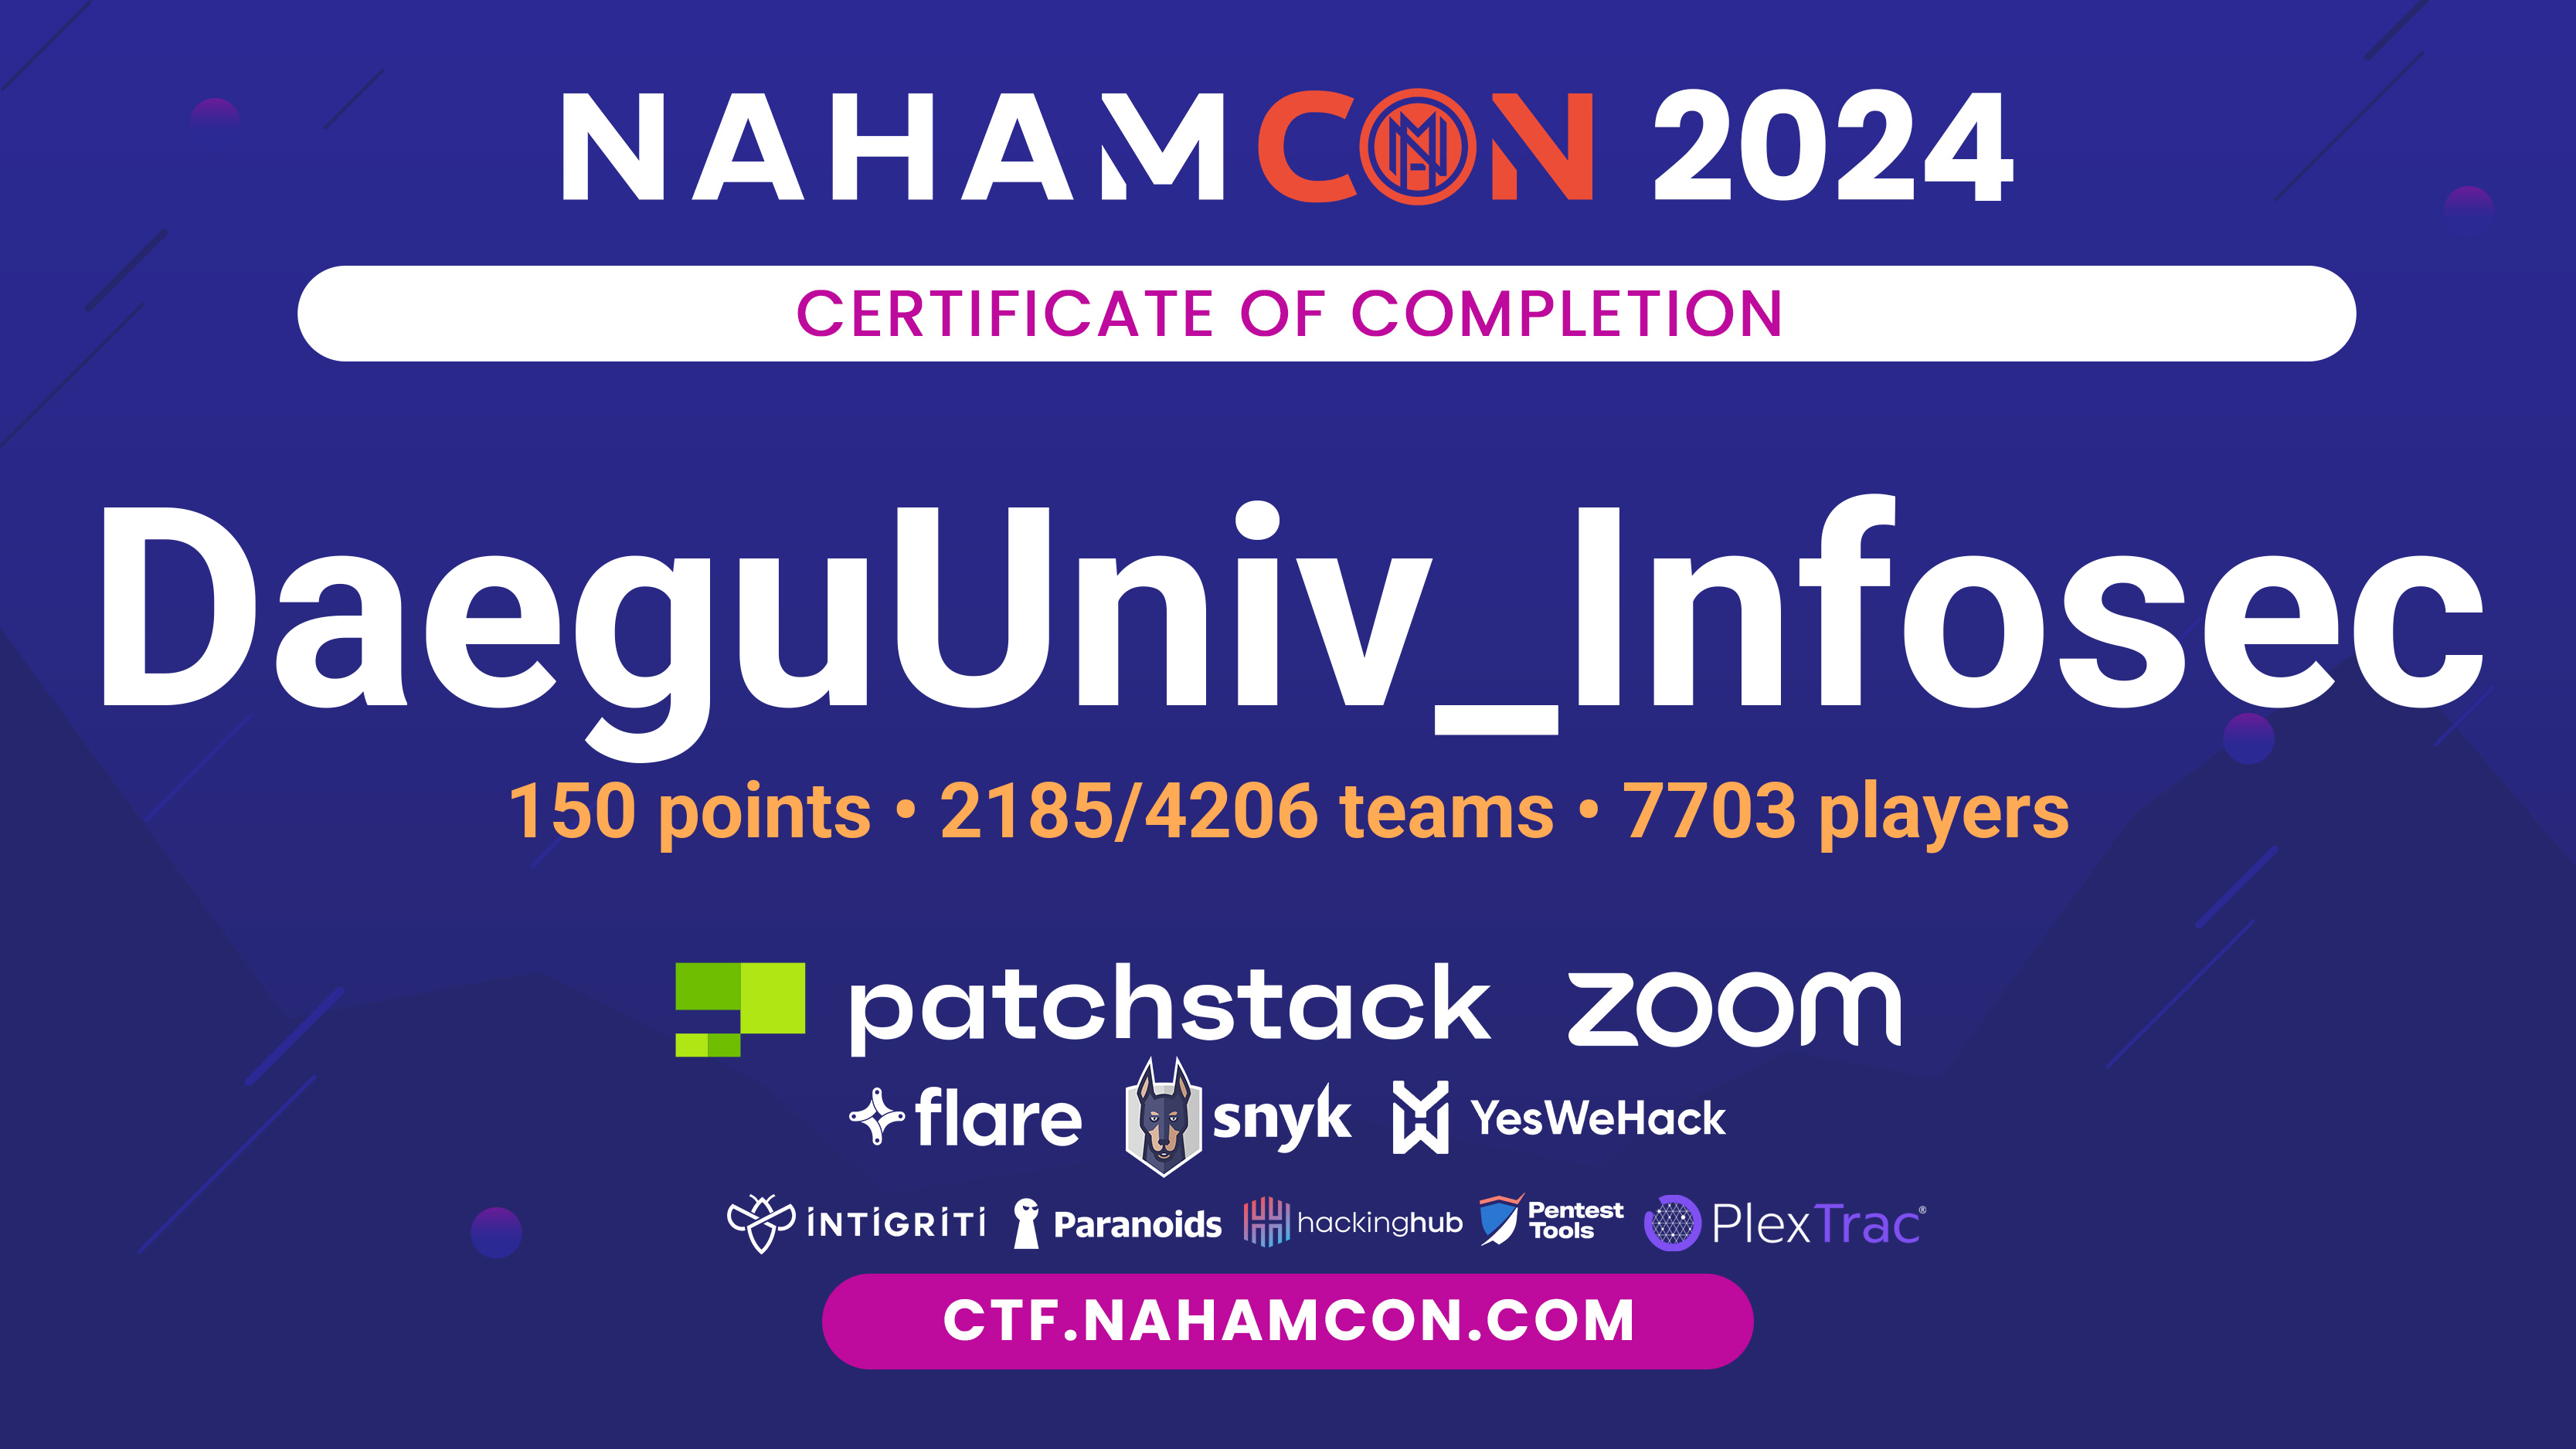 NAHAMCON 2024
CERTIFICATE OF COMPLETION
DaeguUniv_Infosec
150 points • 2185/4206 teams • 7703 players
patchstack zoom
flare snyk YesWeHack
INTIGRITI Paranoids hackinghub Pentest Tools PlexTrac®
CTF.NAHAMCON.COM